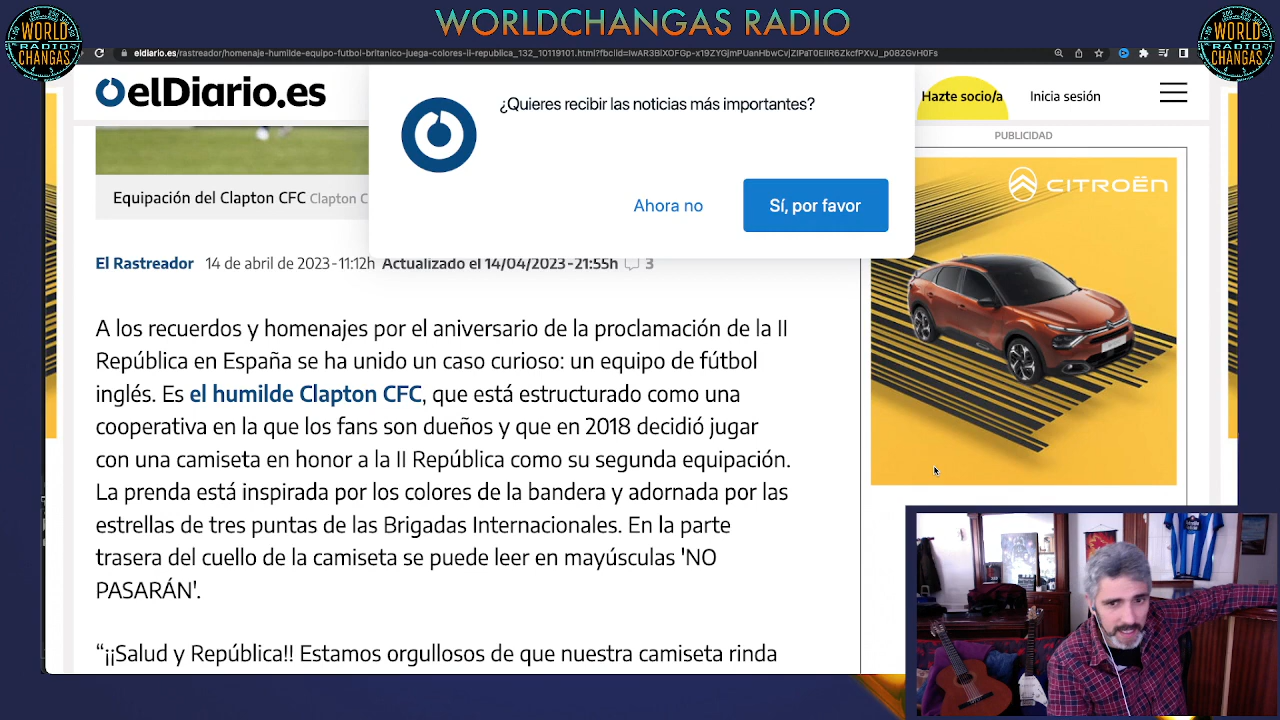 WORLDCHANGAS RADIO
WORLD
RADIO
CHANGAS
WORLD
RADIO
CHANGAS
elDiario.es
¿Quieres recibir las noticias más importantes?
Ahora no
Sí, por favor
Hazte socio/a
Inicia sesión
PUBLICIDAD
CITROËN
Equipación del Clapton CFC Clapton C
El Rastreador 14 de abril de 2023-11:12h Actualizado el 14/04/2023-21:55h 3
A los recuerdos y homenajes por el aniversario de la proclamación de la II
República en España se ha unido un caso curioso: un equipo de fútbol
inglés. Es el humilde Clapton CFC, que está estructurado como una
cooperativa en la que los fans son dueños y que en 2018 decidió jugar
con una camiseta en honor a la II República como su segunda equipación.
La prenda está inspirada por los colores de la bandera y adornada por las
estrellas de tres puntas de las Brigadas Internacionales. En la parte
trasera del cuello de la camiseta se puede leer en mayúsculas 'NO
PASARÁN'.
“¡¡Salud y República!! Estamos orgullosos de que nuestra camiseta rinda